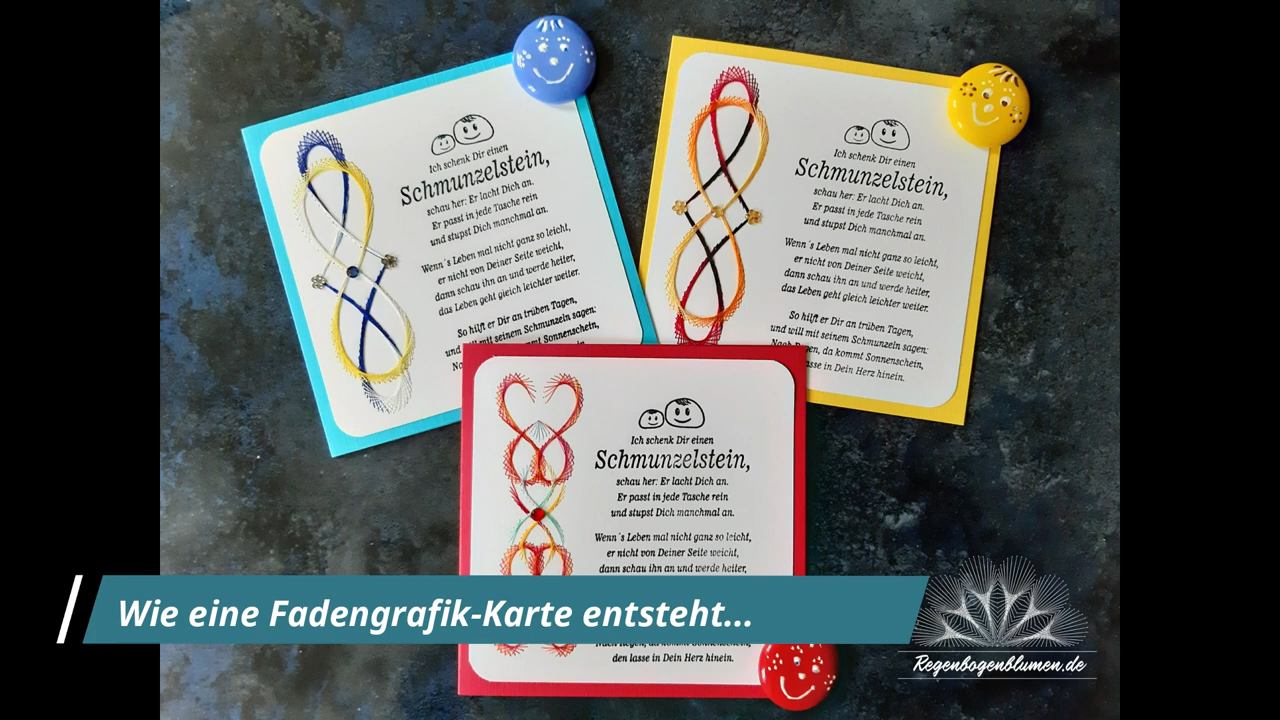 Ich schenk Dir einen
Schmunzelstein,
schau her: Er lacht Dich an.
Er passt in jede Tasche rein
und stupst Dich manchmal an.
Wenn´s Leben mal nicht ganz so leicht,
er nicht von Deiner Seite weicht,
dann schau ihn an und werde heiter,
das Leben geht gleich leichter weiter.
So hilft er Dir an trüben Tagen,
und will mit seinem Schmunzeln sagen:
Ich schenk Dir einen
Schmunzelstein,
schau her: Er lacht Dich an.
Er passt in jede Tasche rein
und stupst Dich manchmal an.
Wenn´s Leben mal nicht ganz so leicht,
er nicht von Deiner Seite weicht,
dann schau ihn an und werde heiter,
das Leben geht gleich leichter weiter.
So hilft er Dir an trüben Tagen,
und will mit seinem Schmunzeln sagen:
Nach Regen, da kommt Sonnenschein,
den lasse in Dein Herz hinein.
Ich schenk Dir einen
Schmunzelstein,
schau her: Er lacht Dich an.
Er passt in jede Tasche rein
und stupst Dich manchmal an.
Wenn´s Leben mal nicht ganz so leicht,
er nicht von Deiner Seite weicht,
dann schau ihn an und werde heiter,
Wie eine Fadengrafik-Karte entsteht...
Nach Regen, da kommt Sonnenschein,
den lasse in Dein Herz hinein.
Regenbogenblumen.de